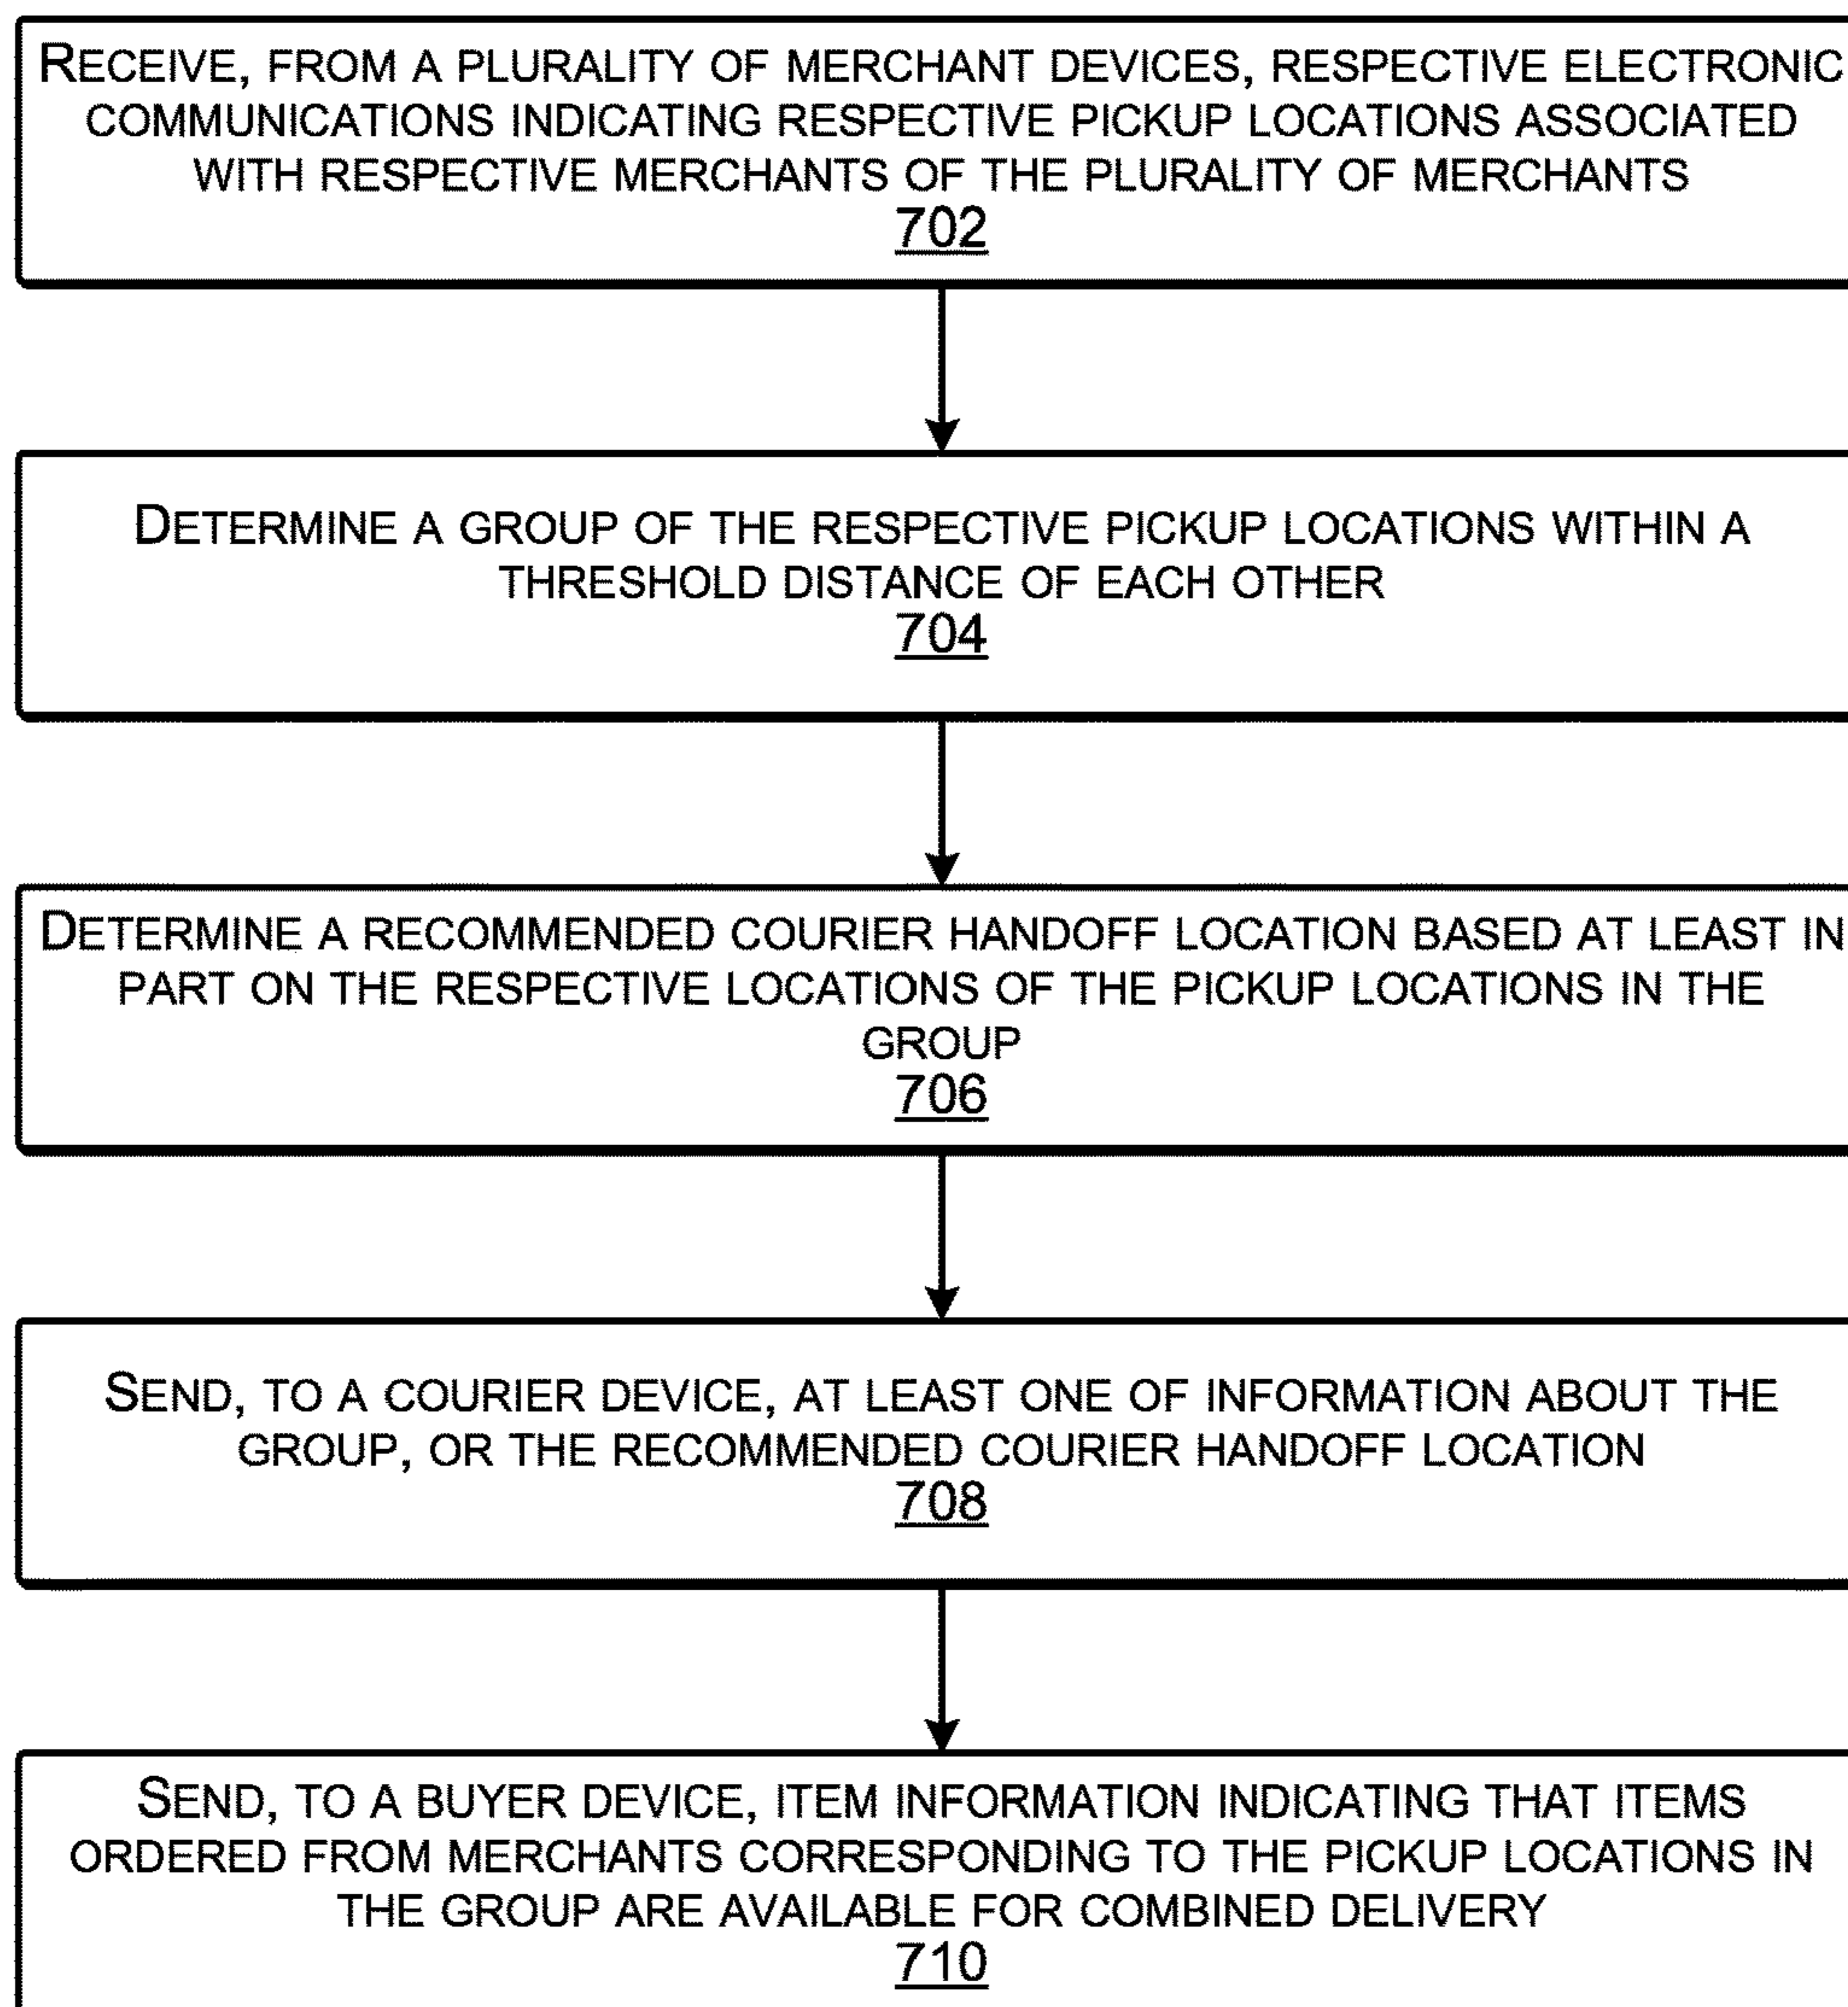 RECEIVE, FROM A PLURALITY OF MERCHANT DEVICES, RESPECTIVE ELECTRONIC
COMMUNICATIONS INDICATING RESPECTIVE PICKUP LOCATIONS ASSOCIATED
WITH RESPECTIVE MERCHANTS OF THE PLURALITY OF MERCHANTS
702
DETERMINE A GROUP OF THE RESPECTIVE PICKUP LOCATIONS WITHIN A
THRESHOLD DISTANCE OF EACH OTHER
704
DETERMINE A RECOMMENDED COURIER HANDOFF LOCATION BASED AT LEAST IN
PART ON THE RESPECTIVE LOCATIONS OF THE PICKUP LOCATIONS IN THE
GROUP
706
SEND, TO A COURIER DEVICE, AT LEAST ONE OF INFORMATION ABOUT THE
GROUP, OR THE RECOMMENDED COURIER HANDOFF LOCATION
708
SEND, TO A BUYER DEVICE, ITEM INFORMATION INDICATING THAT ITEMS
ORDERED FROM MERCHANTS CORRESPONDING TO THE PICKUP LOCATIONS IN
THE GROUP ARE AVAILABLE FOR COMBINED DELIVERY
710